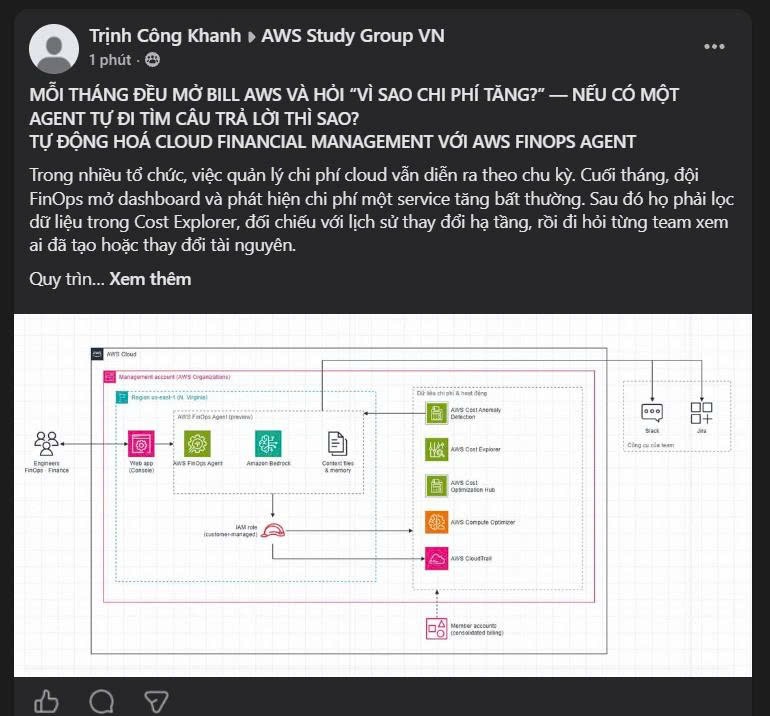 Trịnh Công Khanh ▸ AWS Study Group VN
1 phút ·
MỖI THÁNG ĐỀU MỞ BILL AWS VÀ HỎI “VÌ SAO CHI PHÍ TĂNG?” — NẾU CÓ MỘT
AGENT TỰ ĐI TÌM CÂU TRẢ LỜI THÌ SAO?
TỰ ĐỘNG HOÁ CLOUD FINANCIAL MANAGEMENT VỚI AWS FINOPS AGENT
Trong nhiều tổ chức, việc quản lý chi phí cloud vẫn diễn ra theo chu kỳ. Cuối tháng, đội
FinOps mở dashboard và phát hiện chi phí một service tăng bất thường. Sau đó họ phải lọc
dữ liệu trong Cost Explorer, đối chiếu với lịch sử thay đổi hạ tầng, rồi đi hỏi từng team xem
ai đã tạo hoặc thay đổi tài nguyên.
Quy trìn... Xem thêm
aws
AWS Cloud
Management account (AWS Organizations)
Region us-east-1 (N. Virginia)
AWS FinOps Agent (preview)
Dữ liệu chi phí & hoạt động
AWS Cost Anomaly
Detection
AWS Cost Explorer
AWS Cost
Optimization Hub
AWS Compute Optimizer
AWS CloudTrail
Engineers
FinOps · Finance
Web app
(Console)
AWS FinOps Agent
Amazon Bedrock
Context files
& memory
IAM role
(customer-managed)
Slack
Jira
Công cụ của team
Member accounts
(consolidated billing)